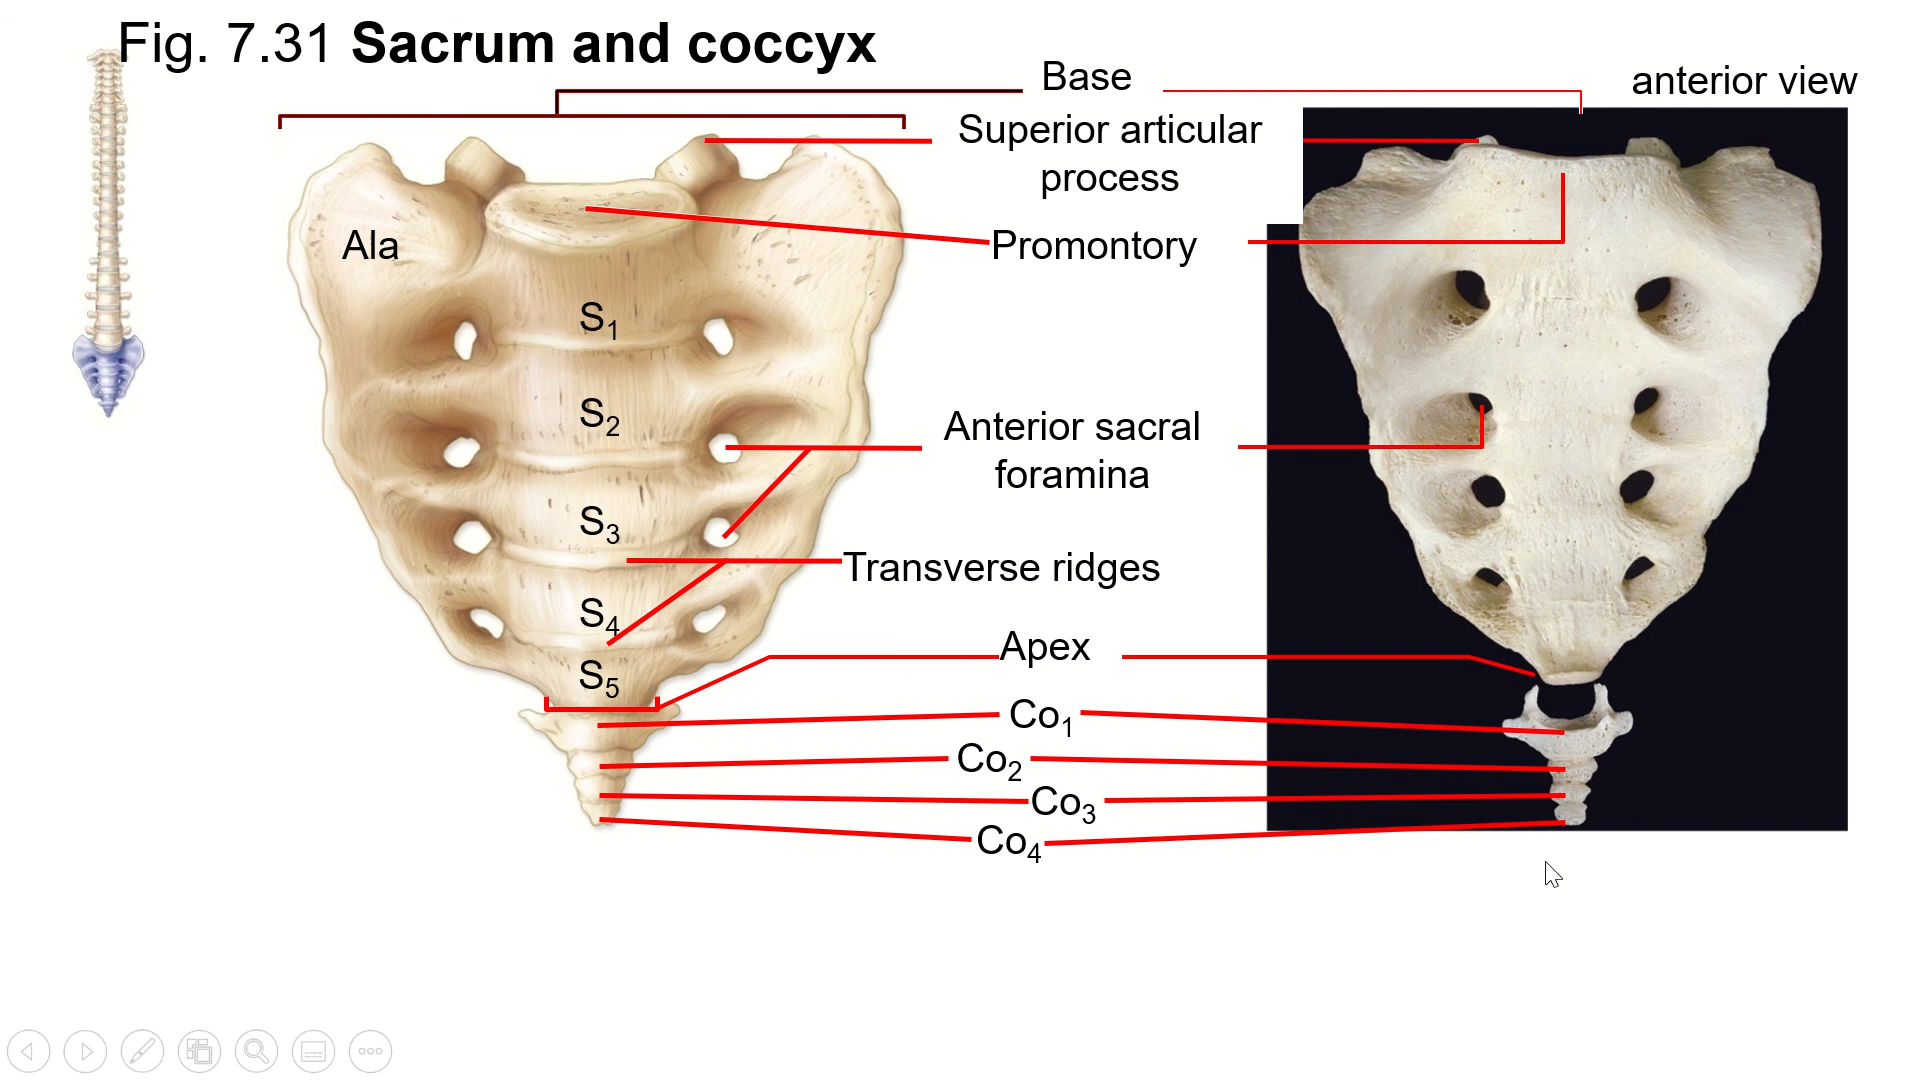 Fig. 7.31 Sacrum and coccyx
Base
anterior view
Superior articular
process
Ala
Promontory
S1
S2
Anterior sacral
foramina
S3
Transverse ridges
S4
Apex
S5
Co1
Co2
Co3
Co4